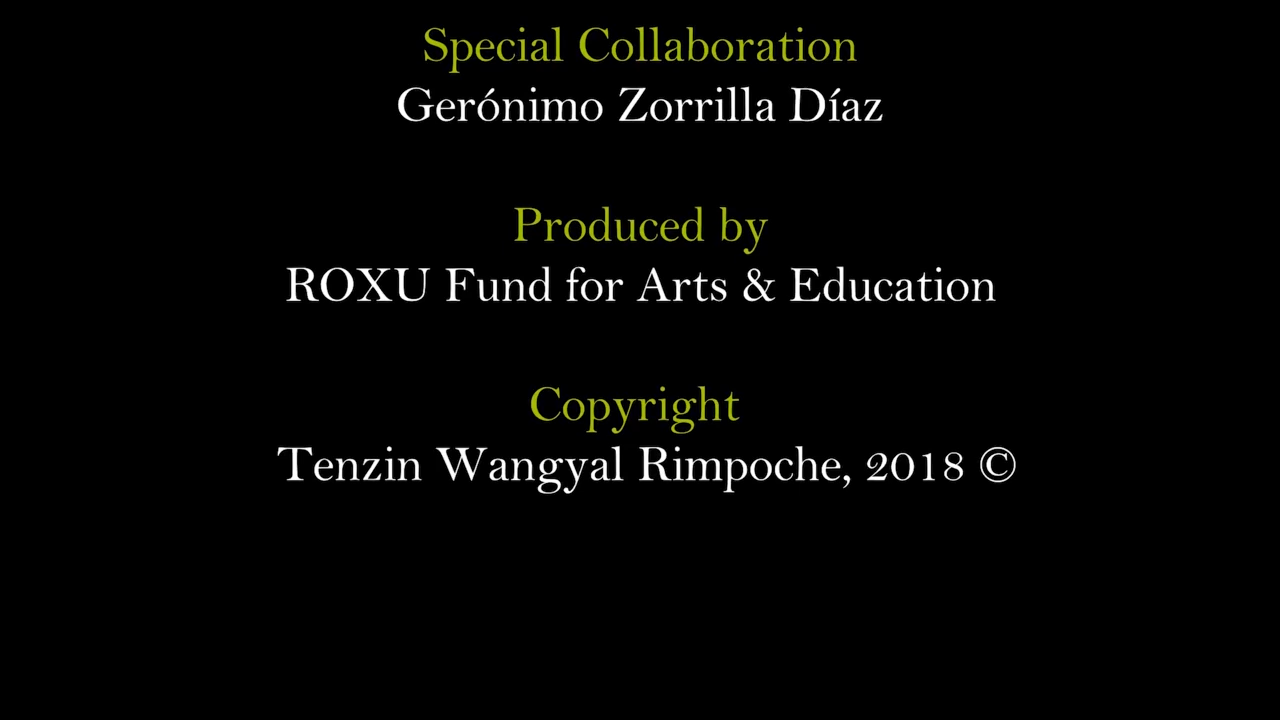 Special Collaboration
Gerónimo Zorrilla Díaz
Produced by
ROXU Fund for Arts & Education
Copyright
Tenzin Wangyal Rimpoche, 2018 ©